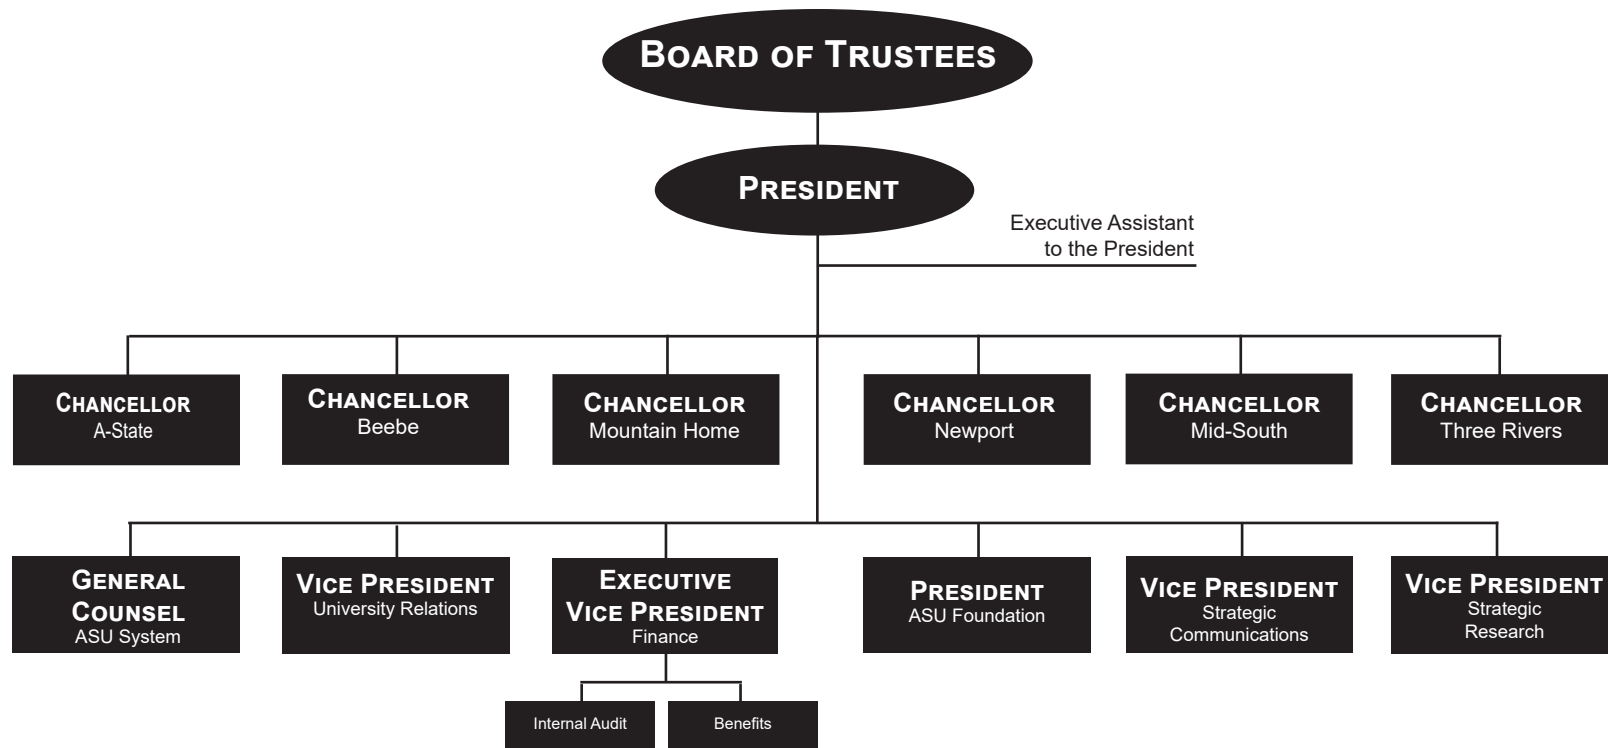 BOARD OF TRUSTEES
PRESIDENT
Executive Assistant
to the President
CHANCELLOR
A-State
CHANCELLOR
Beebe
CHANCELLOR
Mountain Home
CHANCELLOR
Newport
CHANCELLOR
Mid-South
CHANCELLOR
Three Rivers
GENERAL
COUNSEL
ASU System
VICE PRESIDENT
University Relations
EXECUTIVE
VICE PRESIDENT
Finance
PRESIDENT
ASU Foundation
VICE PRESIDENT
Strategic
Communications
VICE PRESIDENT
Strategic
Research
Internal Audit
Benefits